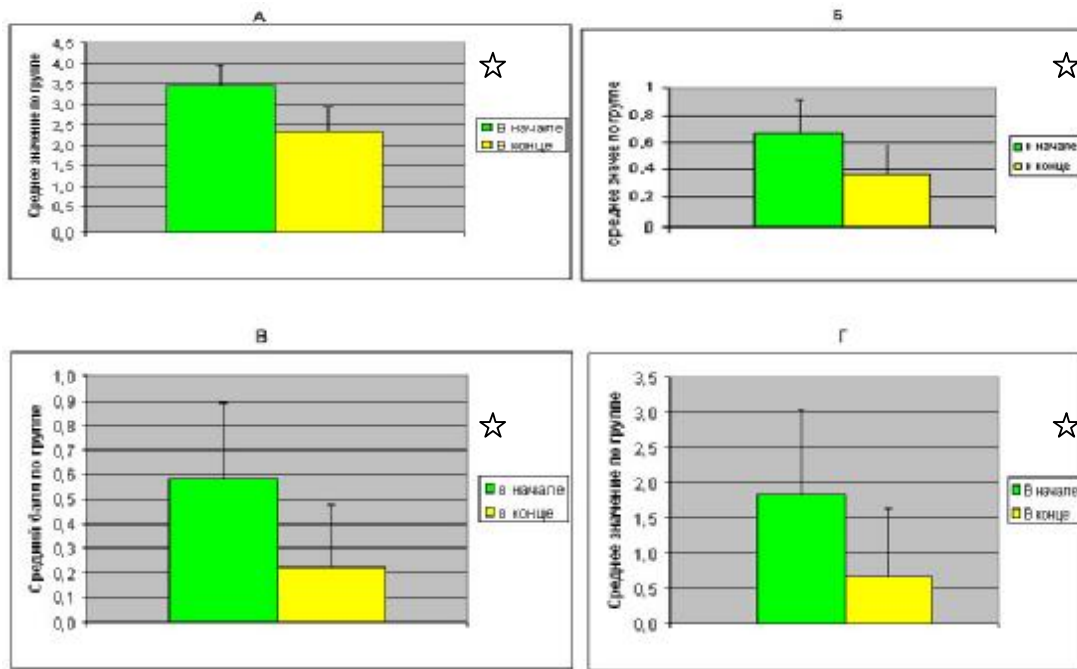 А
Среднее значение по группе
4,5
4,0
3,5
3,0
2,5
2,0
1,5
1,0
0,5
0,0
В начале
В конце
Б
среднее значее по группе
1
0,8
0,6
0,4
0,2
0
в начале
в конце
В
Средний балл по группе
1,0
0,9
0,8
0,7
0,6
0,5
0,4
0,3
0,2
0,1
0,0
в начале
в конце
Г
Среднее значение по группе
3,5
3,0
2,5
2,0
1,5
1,0
0,5
0,0
В начале
В конце